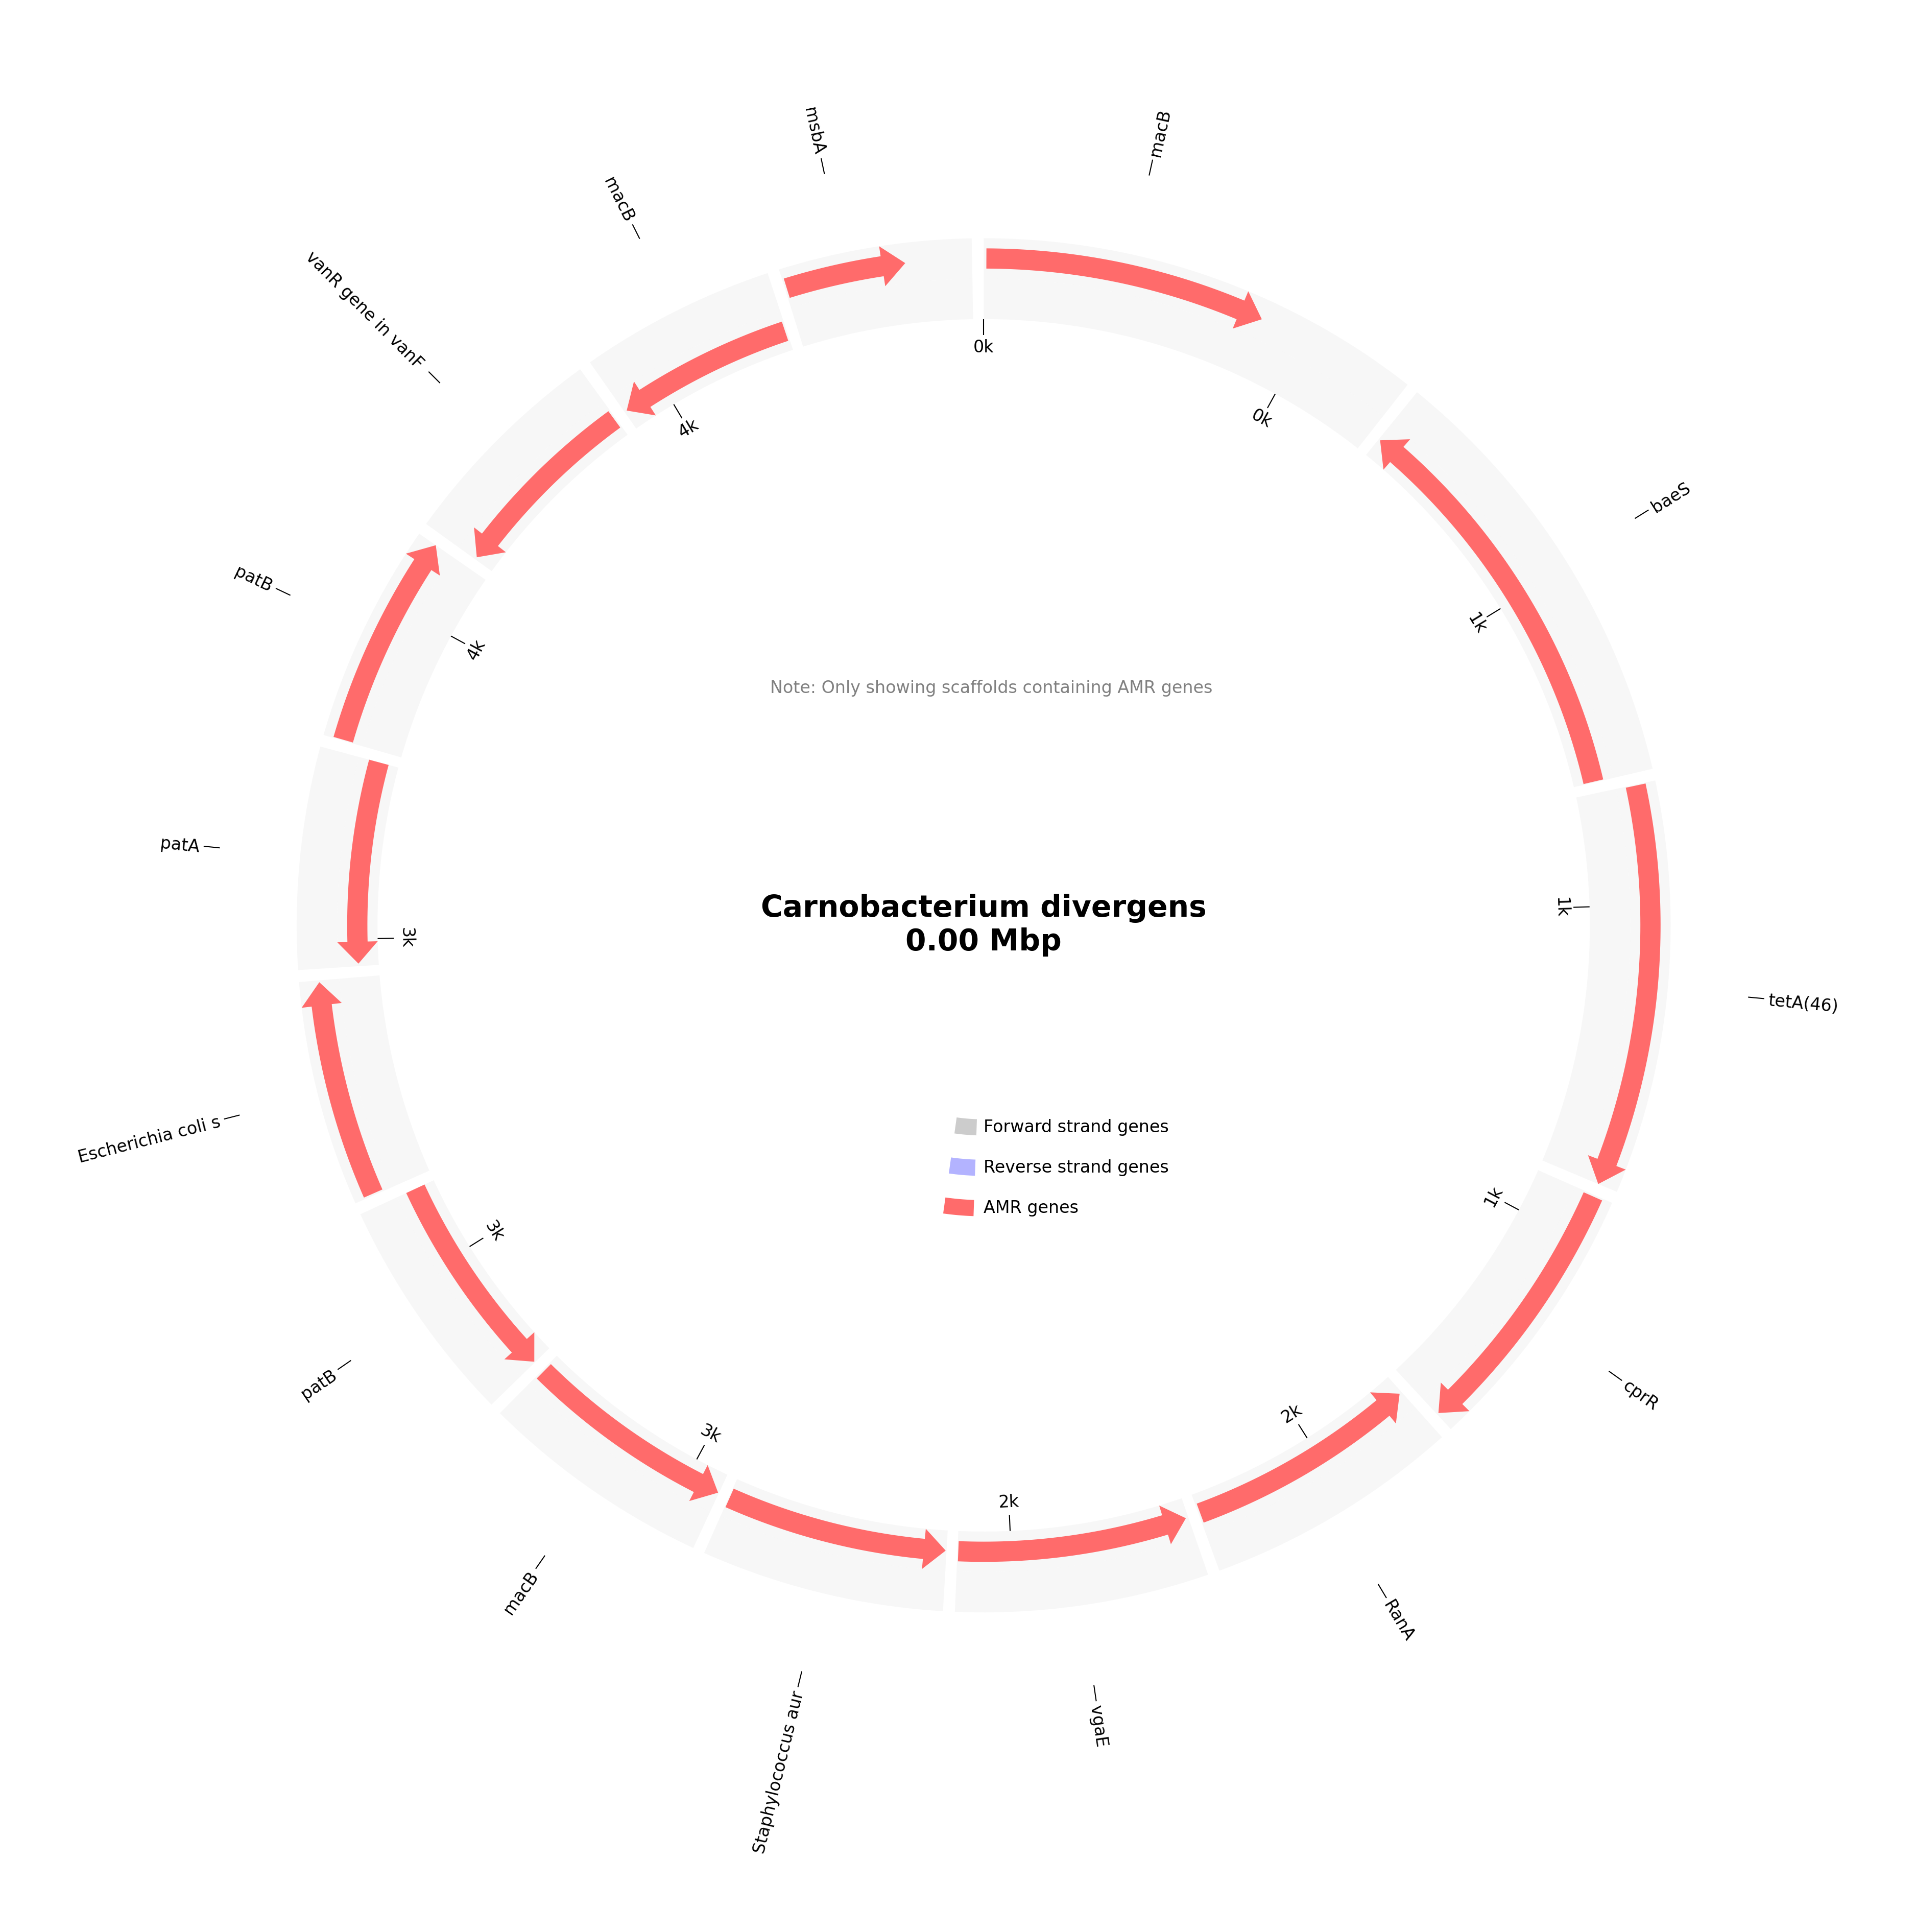 msbA
macB
macB
vanR gene in vanF
0k
0k
4k
baeS
patB
1k
4k
Note: Only showing scaffolds containing AMR genes
patA
Carnobacterium divergens
0.00 Mbp
1k
3k
tetA(46)
Escherichia coli s
Forward strand genes
Reverse strand genes
AMR genes
1k
3k
patB
cprR
2k
3k
2k
macB
RanA
vgaE
Staphylococcus aur